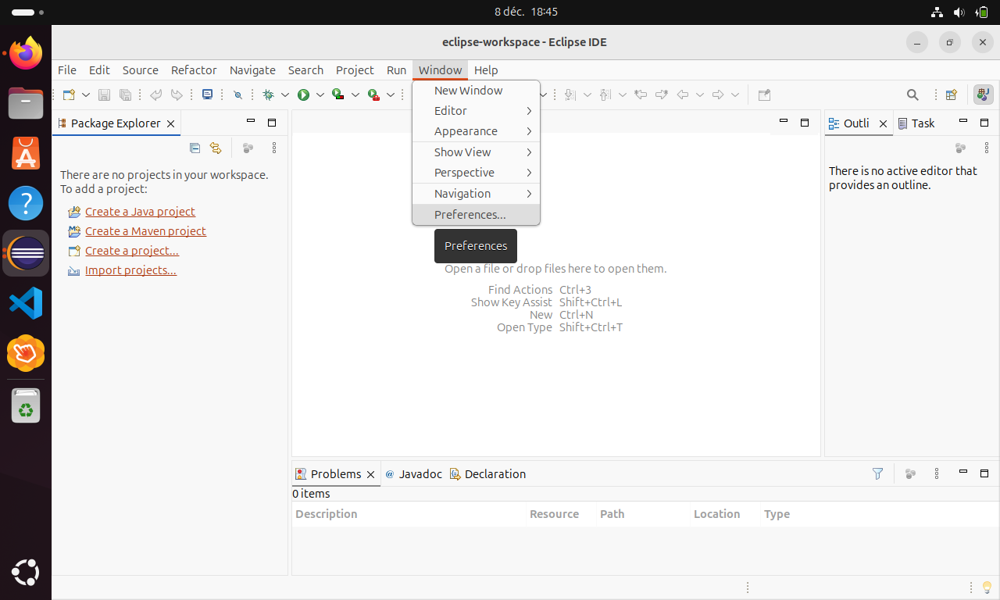 8 déc. 18:45
eclipse-workspace - Eclipse IDE
File Edit Source Refactor Navigate Search Project Run Window Help
New Window
Editor
Appearance
Show View
Perspective
Navigation
Preferences...
Preferences
Package Explorer
There are no projects in your workspace.
To add a project:
Create a Java project
Create a Maven project
Create a project...
Import projects...
Open a file or drop files here to open them.
Find Actions Ctrl+3
Show Key Assist Shift+Ctrl+L
New Ctrl+N
Open Type Shift+Ctrl+T
Outli Task
There is no active editor that
provides an outline.
Problems @ Javadoc Declaration
0 items
Description Resource Path Location Type